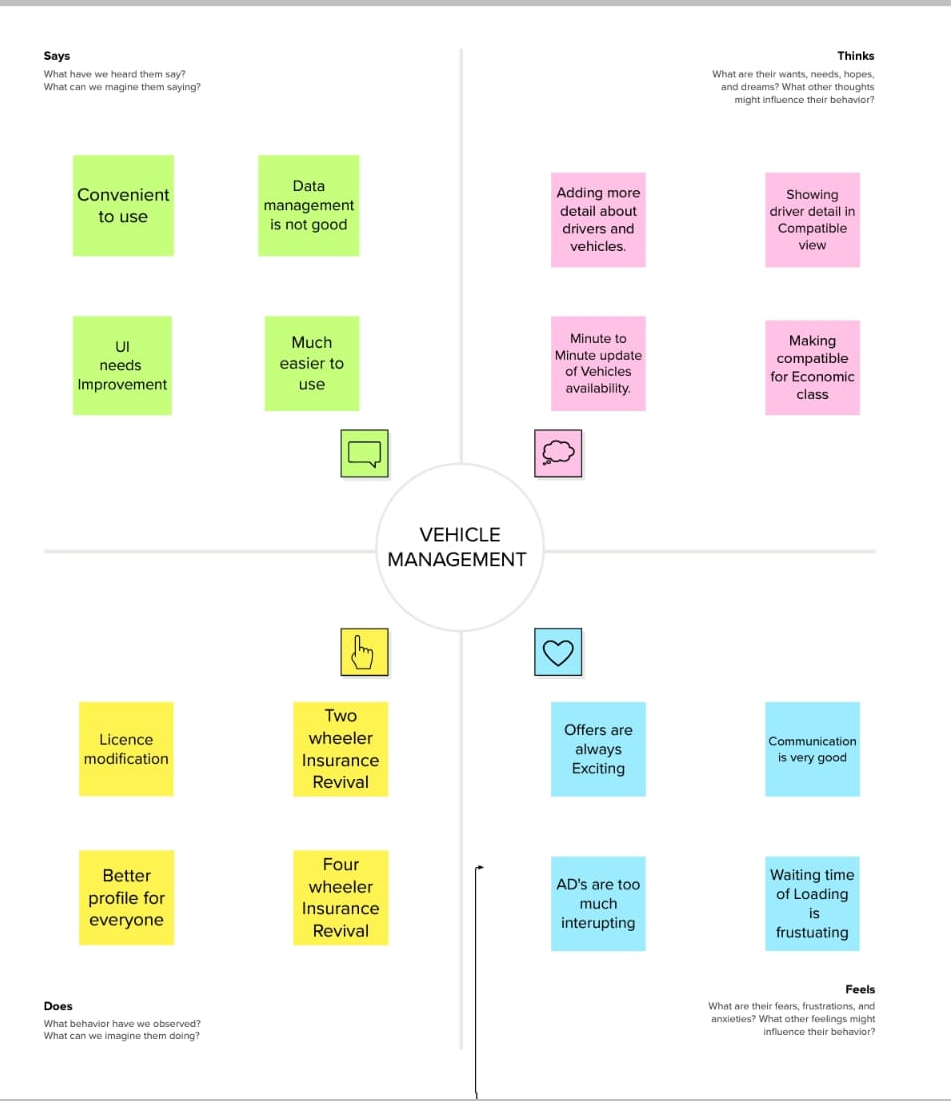 Says
What have we heard them say?
What can we magine them saying?
Thinks
What are their wants, needs, hopes,
and dreams? What other thoughts
might influence their behavior?
Convenient
to use
Data
management
is not good
Adding more
detail about
drivers and
vehicles.
Showing
driver detail in
Compatible
view
UI
needs
Improvement
Much
easier to
use
Minute to
Minute update
of Vehicles
availability.
Making
compatible
for Economic
class
VEHICLE
MANAGEMENT
Licence
modification
Two
wheeler
Insurance
Revival
Offers are
always
Exciting
Communication
is very good
Better
profile for
everyone
Four
wheeler
Insurance
Revival
AD's are too
much
interupting
Waiting time
of Loading
is
frustuating
Does
What behavior have we observed?
What can we imagine them doing?
Feels
What are their fears, frustrations, and
anxieties? What other feelings might
influence their behavior?